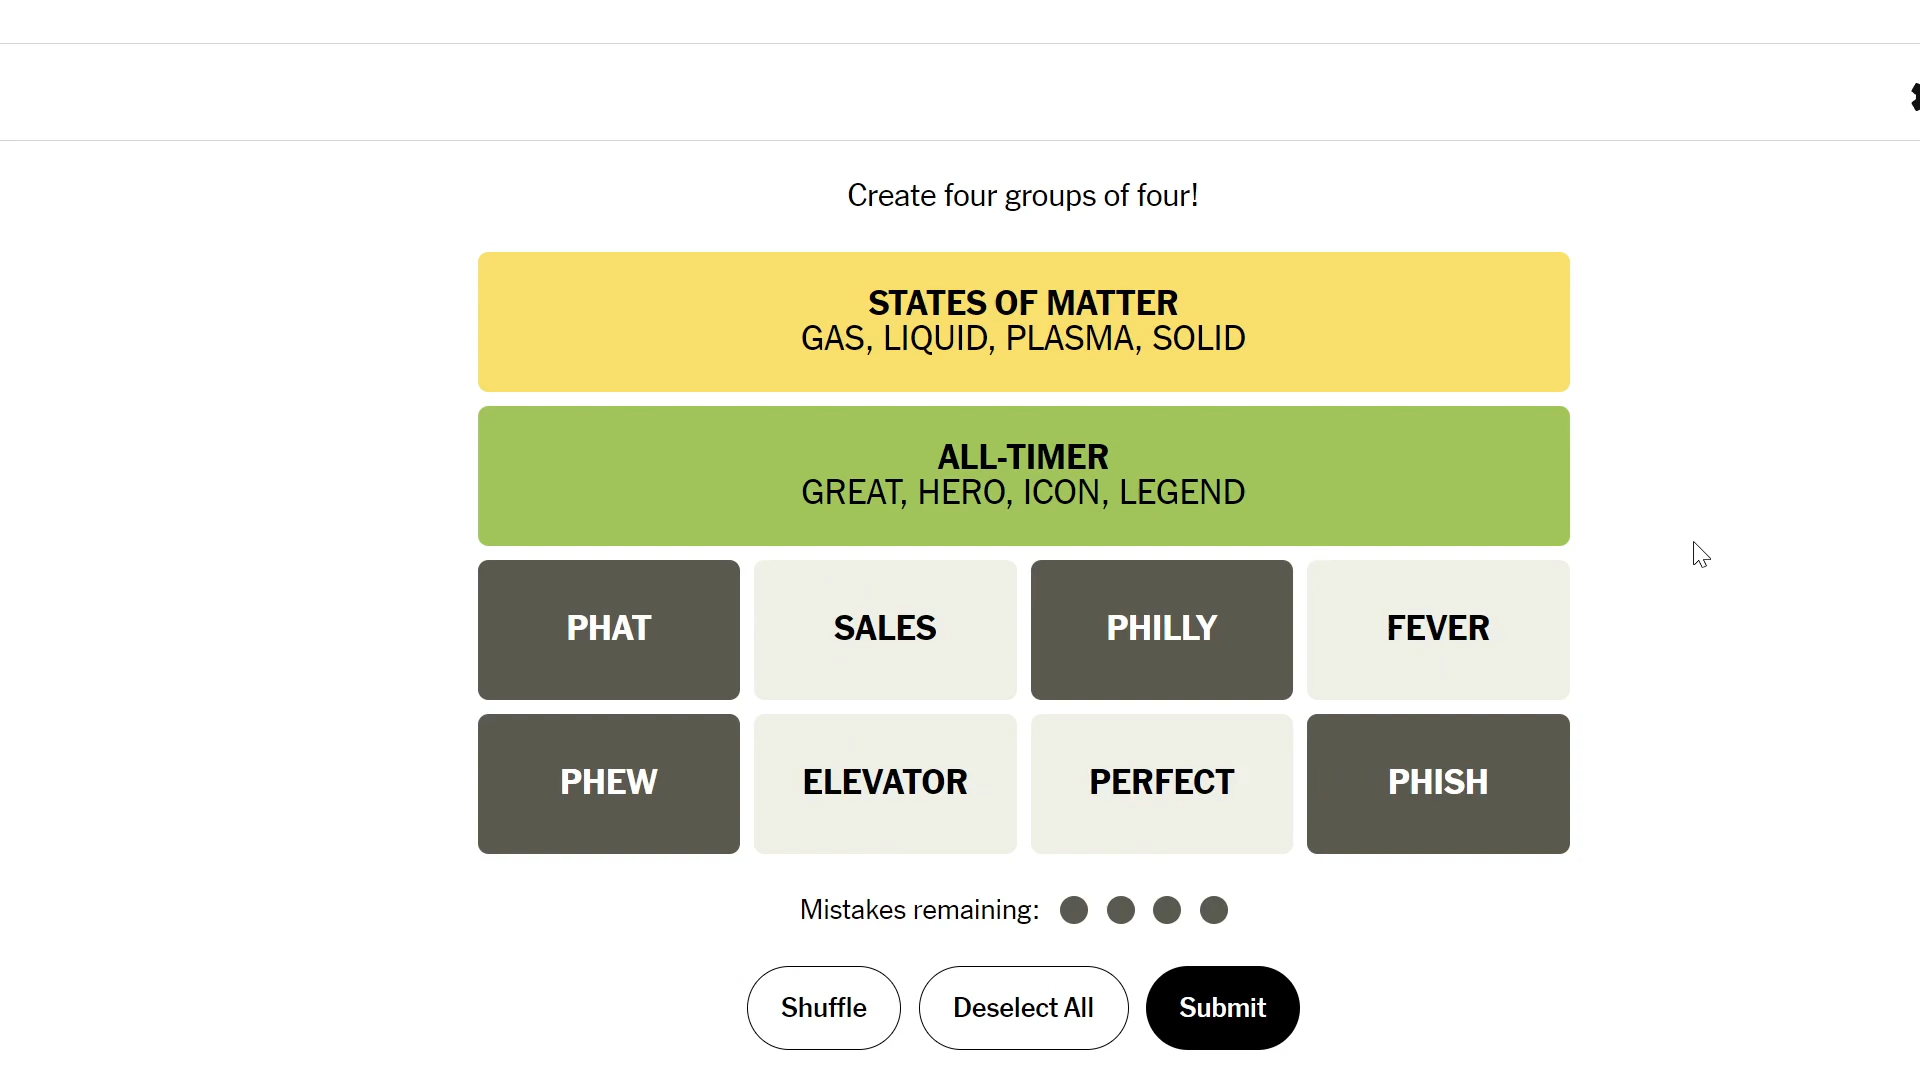 Create four groups of four!
STATES OF MATTER
GAS, LIQUID, PLASMA, SOLID
ALL-TIMER
GREAT, HERO, ICON, LEGEND
PHAT SALES PHILLY FEVER
PHEW ELEVATOR PERFECT PHISH
Mistakes remaining:
Shuffle Deselect All Submit